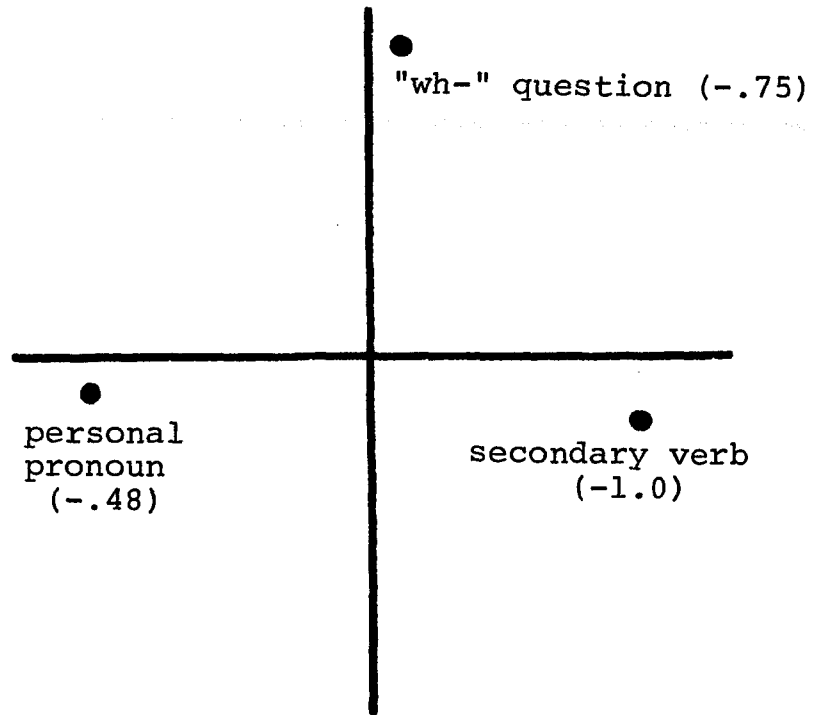 "wh-" question (-.75)
personal
pronoun
(-.48)
secondary verb
(-1.0)